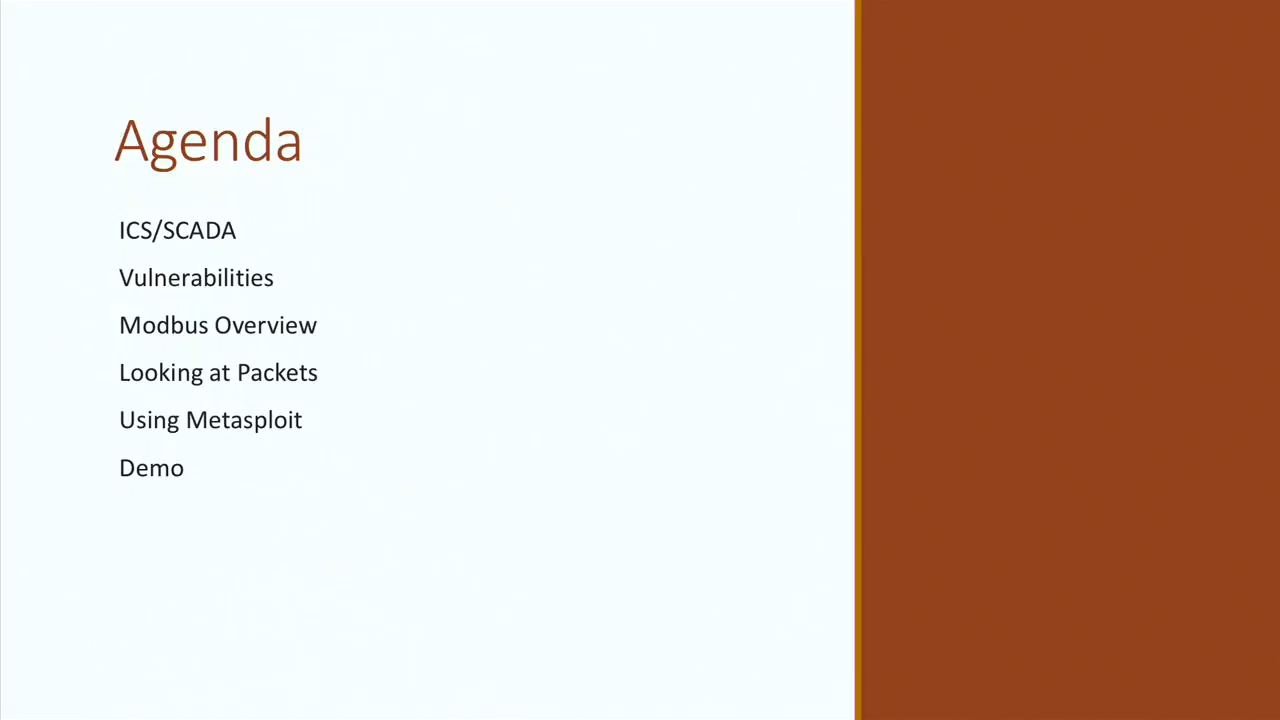 Agenda
ICS/SCADA
Vulnerabilities
Modbus Overview
Looking at Packets
Using Metasploit
Demo